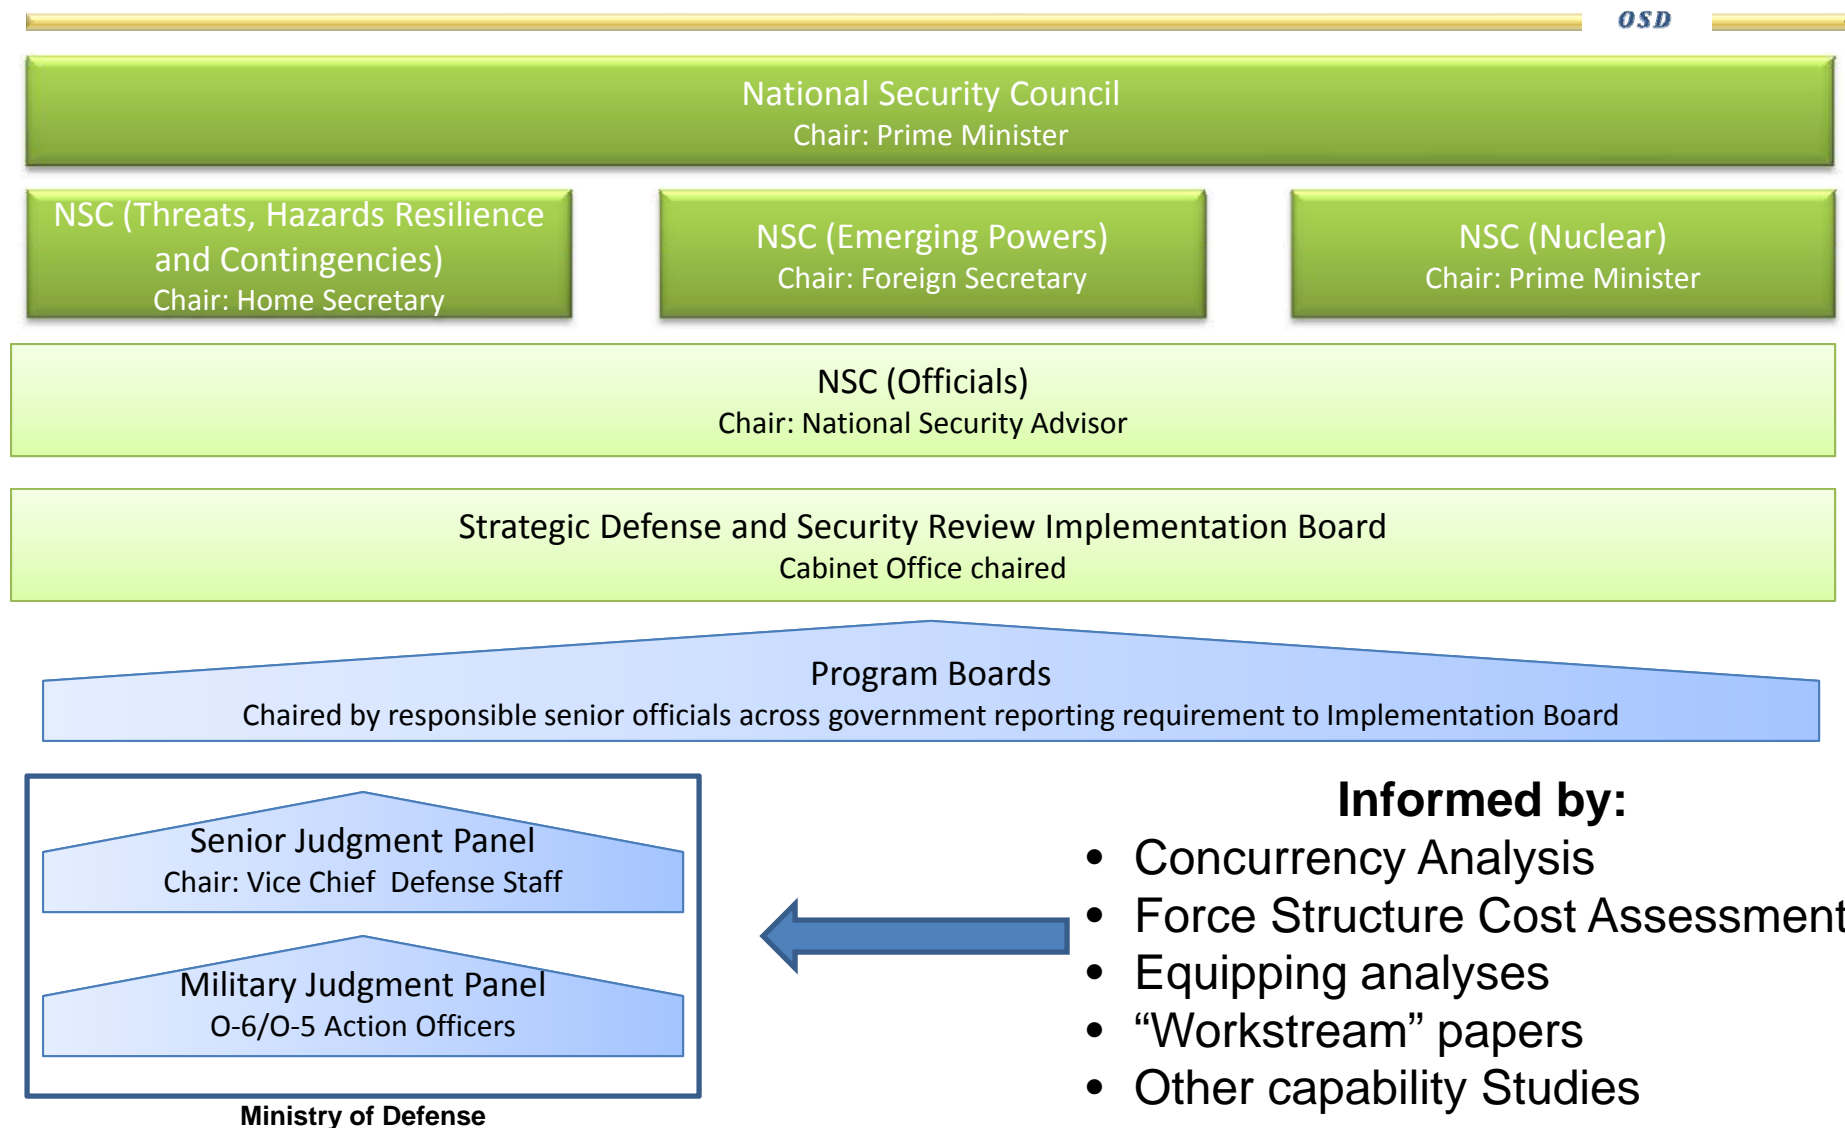 OSD
National Security Council
Chair: Prime Minister
NSC (Threats, Hazards Resilience
and Contingencies)
Chair: Home Secretary
NSC (Emerging Powers)
Chair: Foreign Secretary
NSC (Nuclear)
Chair: Prime Minister
NSC (Officials)
Chair: National Security Advisor
Strategic Defense and Security Review Implementation Board
Cabinet Office chaired
Program Boards
Chaired by responsible senior officials across government reporting requirement to Implementation Board
Senior Judgment Panel
Chair: Vice Chief Defense Staff
Military Judgment Panel
O-6/O-5 Action Officers
Ministry of Defense
Informed by:
• Concurrency Analysis
• Force Structure Cost Assessment
• Equipping analyses
• “Workstream” papers
• Other capability Studies